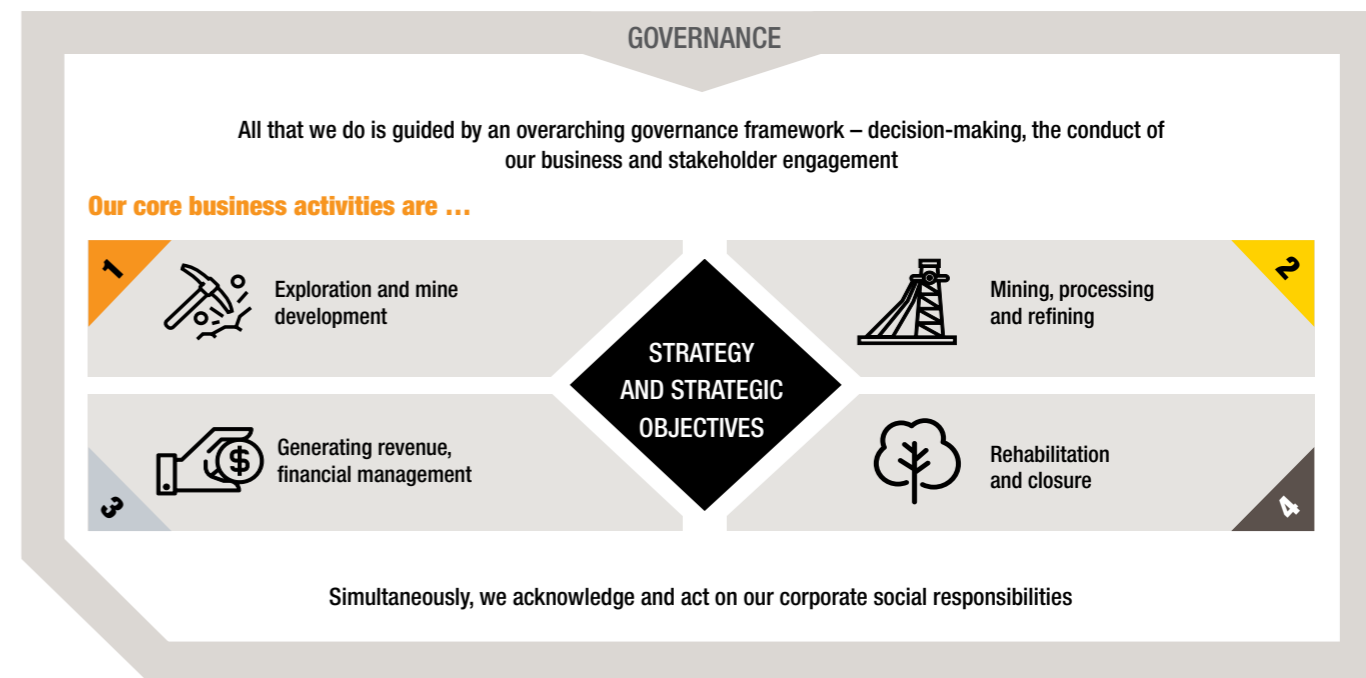 GOVERNANCE
All that we do is guided by an overarching governance framework – decision-making, the conduct of
our business and stakeholder engagement
Our core business activities are …
1
Exploration and mine
development
2
Mining, processing
and refining
STRATEGY
AND STRATEGIC
OBJECTIVES
3
$
Generating revenue,
financial management
4
Rehabilitation
and closure
Simultaneously, we acknowledge and act on our corporate social responsibilities